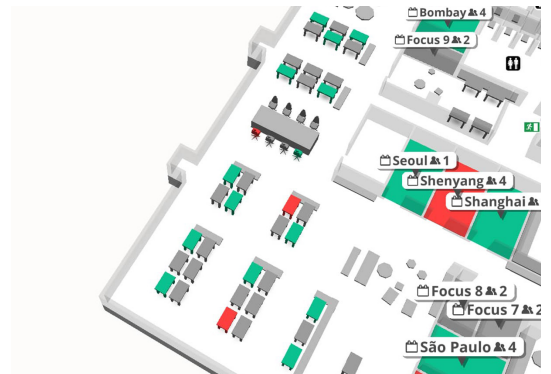 Bombay 4
Focus 9 2
Seoul 1
Shenyang 4
Shanghai
Focus 8 2
Focus 7 2
São Paulo 4